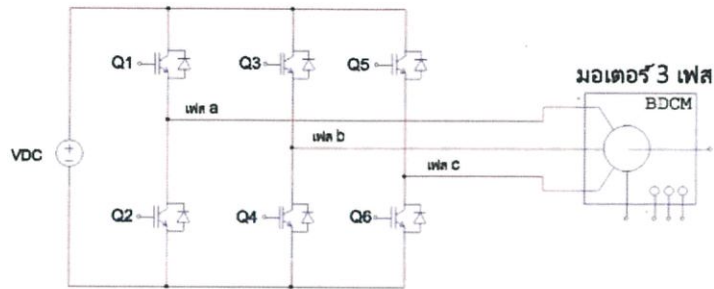 Q1
Q3
Q5
มอเตอร์ 3 เฟส
BDCM
เฟส a
เฟส b
VDC
เฟส c
Q2
Q4
Q6